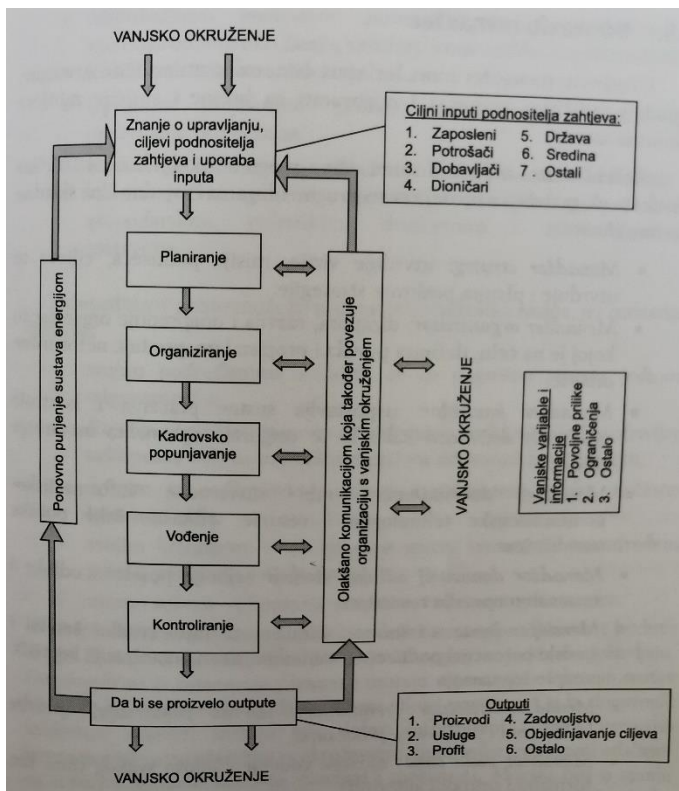 VANJSKO OKRUŽENJE
Znanje o upravljanju,
ciljevi podnositelja
zahtjeva i uporaba
inputa
Ciljni inputi podnositelja zahtjeva:
1. Zaposleni
2. Potrošači
3. Dobavljači
4. Dioničari
5. Država
6. Sredina
7. Ostali
Planiranje
Organiziranje
Kadrovsko
popunjavanje
Vođenje
Kontroliranje
Ponovno punjenje sustava energijom
Olakšano komunikacijom koja također povezuje
organizaciju s vanjskim okruženjem
VANJSKO OKRUŽENJE
Vanjske varijable i
informacije
1. Povoljne prilike
2. Ograničenja
3. Ostalo
Da bi se proizvelo outpute
Outputi
1. Proizvodi
2. Usluge
3. Profit
4. Zadovoljstvo
5. Objedinjavanje ciljeva
6. Ostalo
VANJSKO OKRUŽENJE